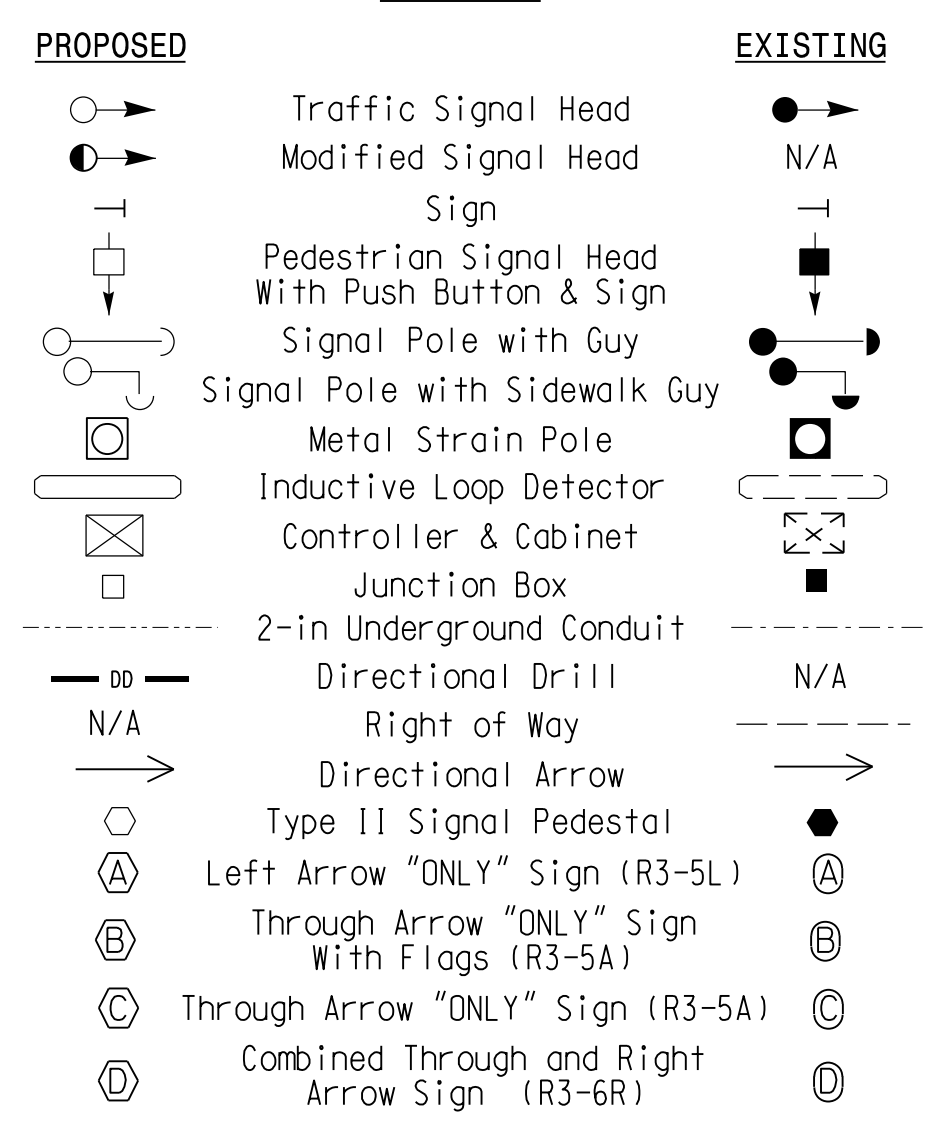 PROPOSED EXISTING
Traffic Signal Head
Modified Signal Head N/A
Sign
Pedestrian Signal Head
With Push Button & Sign
Signal Pole with Guy
Signal Pole with Sidewalk Guy
Metal Strain Pole
Inductive Loop Detector
Controller & Cabinet
Junction Box
2-in Underground Conduit
DD Directional Drill N/A
N/A Right of Way
Directional Arrow
Type II Signal Pedestal
A Left Arrow "ONLY" Sign (R3-5L) A
Through Arrow "ONLY" Sign
B With Flags (R3-5A) B
C Through Arrow "ONLY" Sign (R3-5A) C
Combined Through and Right
D Arrow Sign (R3-6R) D